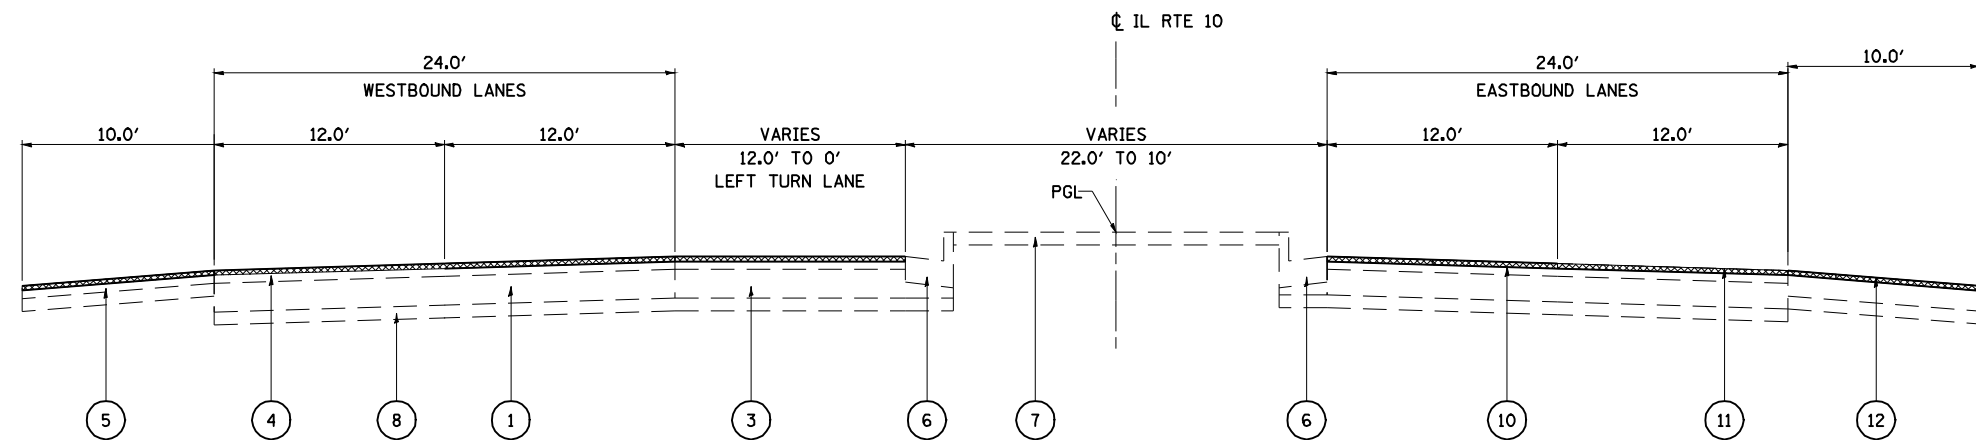 ℄ IL RTE 10
24.0'
WESTBOUND LANES
24.0'
EASTBOUND LANES
10.0'
10.0'
12.0'
12.0'
VARIES
12.0' TO 0'
LEFT TURN LANE
VARIES
22.0' TO 10'
12.0'
12.0'
PGL
5
4
8
1
3
6
7
6
10
11
12